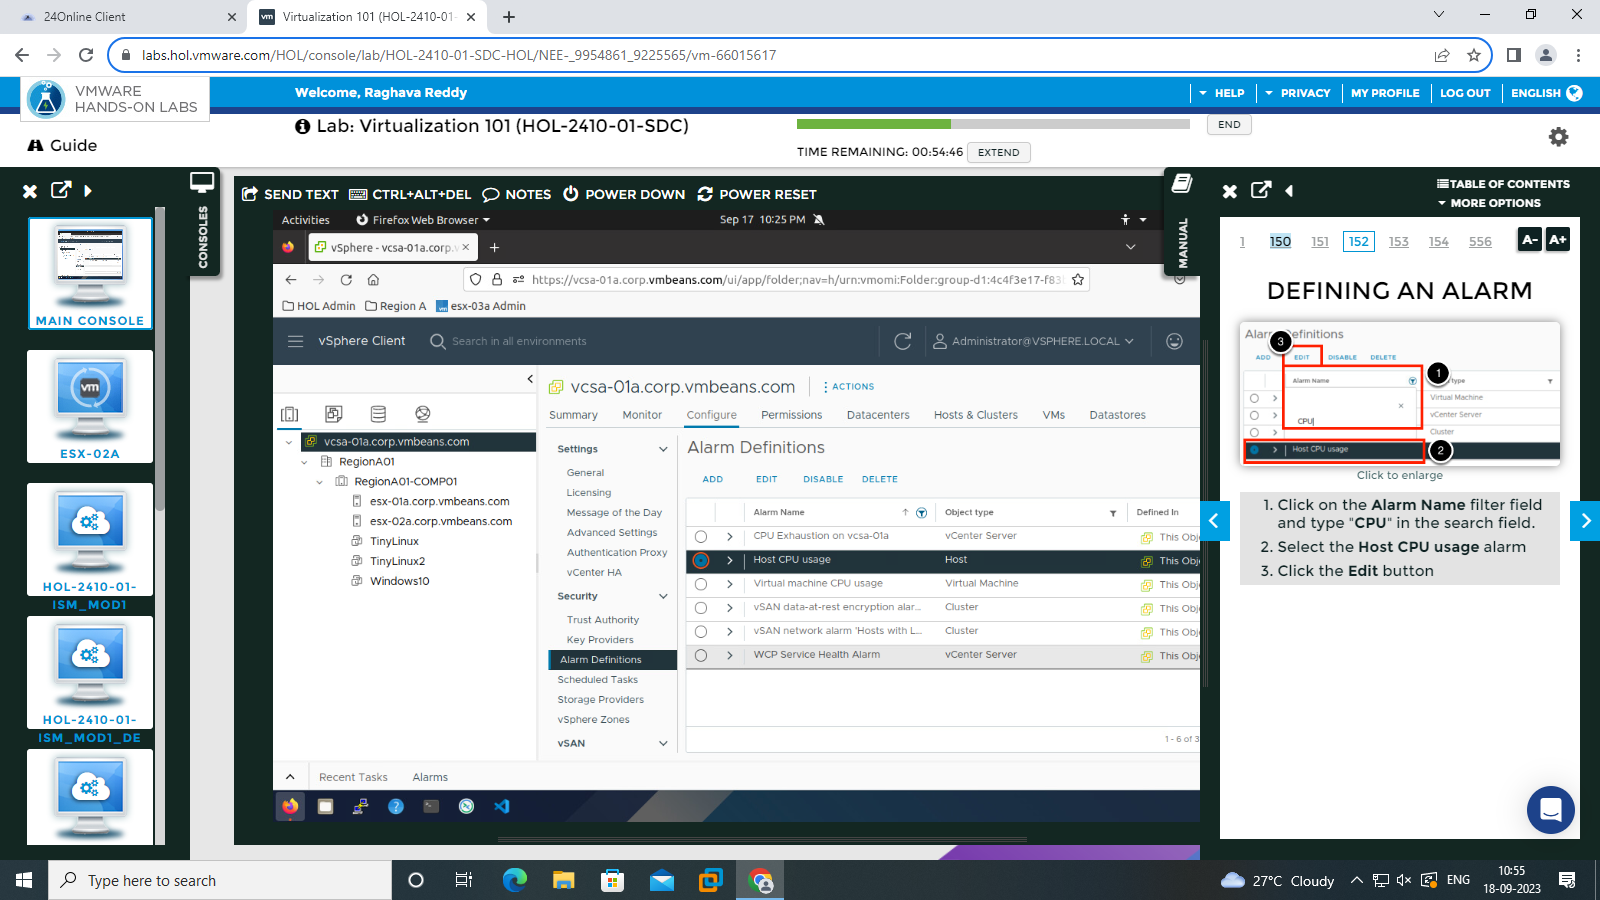 24Online Client
Virtualization 101 (HOL-2410-01-
labs.hol.vmware.com/HOL/console/lab/HOL-2410-01-SDC-HOL/NEE-_9954861_9225565/vm-66015617
VMWARE
HANDS-ON LABS
Welcome, Raghava Reddy
HELP
PRIVACY
MY PROFILE
LOG OUT
ENGLISH
Lab: Virtualization 101 (HOL-2410-01-SDC)
END
Guide
TIME REMAINING: 00:54:46
EXTEND
CONSOLES
SEND TEXT
CTRL+ALT+DEL
NOTES
POWER DOWN
POWER RESET
MAIN CONSOLE
vm
ESX-02A
HOL-2410-01-
ISM_MOD1
HOL-2410-01-
ISM_MOD1_DE
Activities
Firefox Web Browser
Sep 17 10:25 PM
vSphere - vcsa-01a.corp.v
https://vcsa-01a.corp.vmbeans.com/ui/app/folder;nav=h/urn:vmomi:Folder:group-d1:4c4f3e17-f83
HOL Admin
Region A
esx-03a Admin
vSphere Client
Search in all environments
Administrator@VSPHERE.LOCAL
vcsa-01a.corp.vmbeans.com
ACTIONS
Summary
Monitor
Configure
Permissions
Datacenters
Hosts & Clusters
VMs
Datastores
vcsa-01a.corp.vmbeans.com
RegionA01
RegionA01-COMP01
esx-01a.corp.vmbeans.com
esx-02a.corp.vmbeans.com
TinyLinux
TinyLinux2
Windows10
Settings
General
Licensing
Message of the Day
Advanced Settings
Authentication Proxy
vCenter HA
Security
Trust Authority
Key Providers
Alarm Definitions
Scheduled Tasks
Storage Providers
vSphere Zones
vSAN
Alarm Definitions
ADD
EDIT
DISABLE
DELETE
Alarm Name
Object type
Defined In
CPU Exhaustion on vcsa-01a
vCenter Server
This Obj
Host CPU usage
Host
This Obj
Virtual machine CPU usage
Virtual Machine
This Obj
vSAN data-at-rest encryption alar...
Cluster
This Obj
vSAN network alarm 'Hosts with L...
Cluster
This Obj
WCP Service Health Alarm
vCenter Server
This Obj
1 - 6 of 3
Recent Tasks
Alarms
MANUAL
TABLE OF CONTENTS
MORE OPTIONS
1
150
151
152
153
154
556
A-
A+
DEFINING AN ALARM
Alarm Definitions
3
ADD
EDIT
DISABLE
DELETE
Alarm Name
1
type
Virtual Machine
vCenter Server
CPU
Cluster
Host CPU usage
2
Click to enlarge
1. Click on the Alarm Name filter field
and type "CPU" in the search field.
2. Select the Host CPU usage alarm
3. Click the Edit button
Type here to search
27°C Cloudy
ENG
10:55
18-09-2023